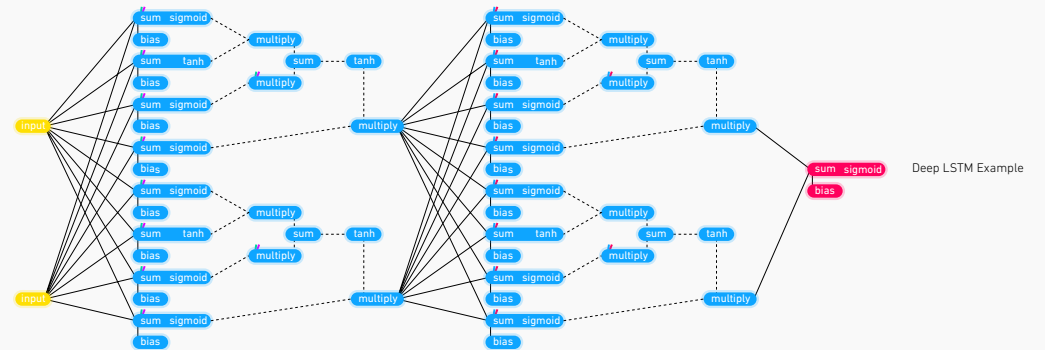 sum sigmoid sum sigmoid
bias multiply bias multiply
sum tanh sum tanh sum tanh sum tanh
bias multiply bias multiply
sum sigmoid sum sigmoid
input bias multiply bias multiply
sum sigmoid sum sigmoid
bias bias sum sigmoid Deep LSTM Example
sum sigmoid sum sigmoid bias
bias multiply bias multiply
sum tanh sum tanh sum tanh sum tanh
bias multiply bias multiply
sum sigmoid sum sigmoid
input bias multiply bias multiply
sum sigmoid sum sigmoid
bias bias